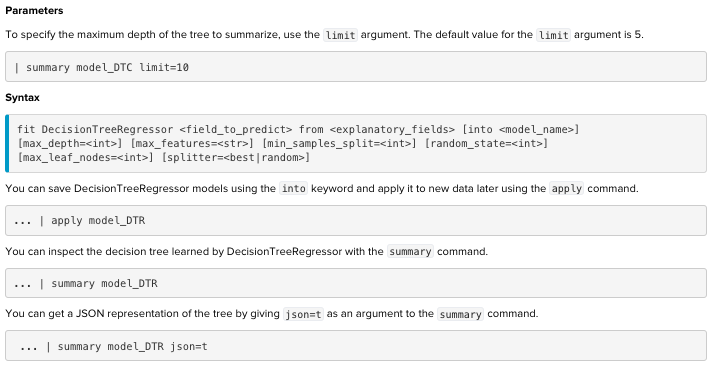 Parameters
To specify the maximum depth of the tree to summarize, use the limit argument. The default value for the limit argument is 5.
| summary model_DTC limit=10
Syntax
fit DecisionTreeRegressor <field_to_predict> from <explanatory_fields> [into <model_name>]
[max_depth=<int>] [max_features=<str>] [min_samples_split=<int>] [random_state=<int>]
[max_leaf_nodes=<int>] [splitter=<best|random>]
You can save DecisionTreeRegressor models using the into keyword and apply it to new data later using the apply command.
... | apply model_DTR
You can inspect the decision tree learned by DecisionTreeRegressor with the summary command.
... | summary model_DTR
You can get a JSON representation of the tree by giving json=t as an argument to the summary command.
... | summary model_DTR json=t